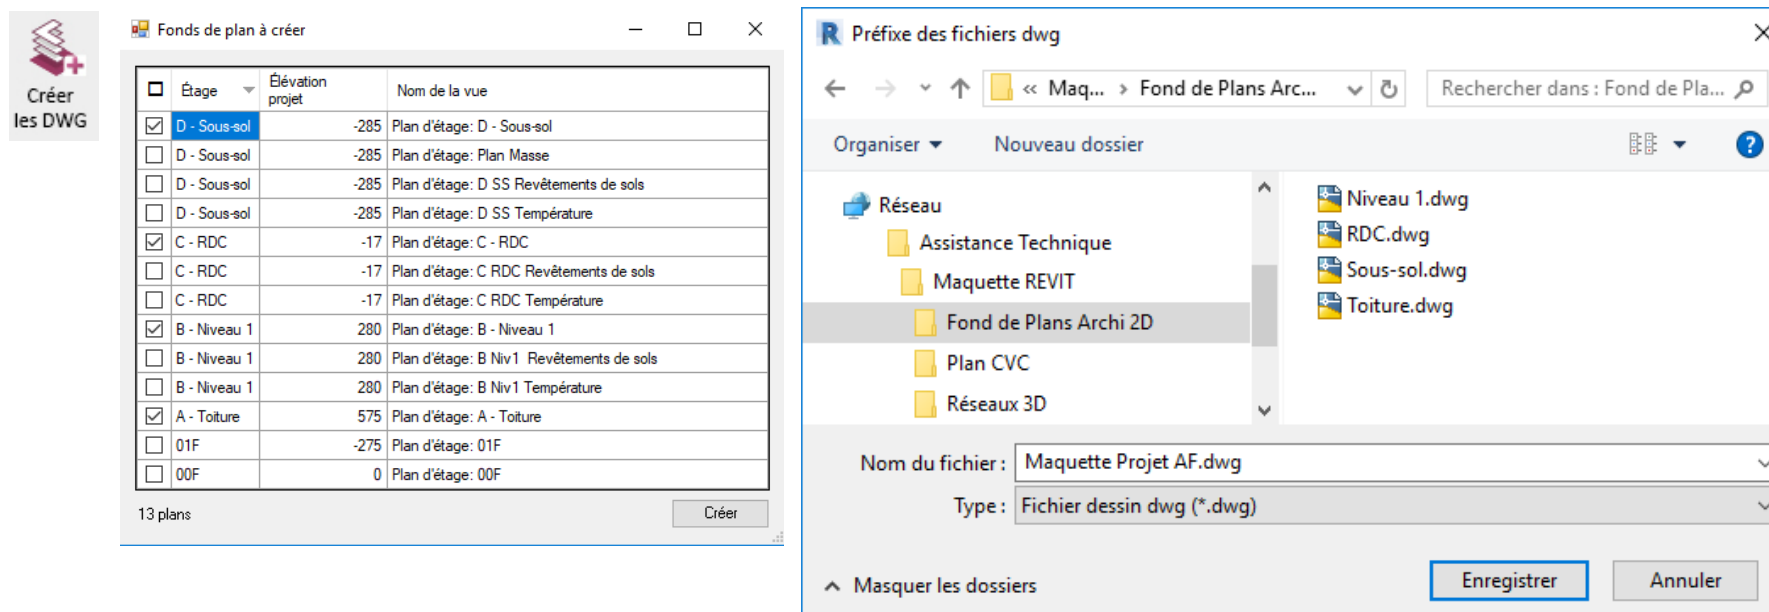 Créer
les DWG
Fonds de plan à créer
Étage Élévation projet Nom de la vue
D - Sous-sol -285 Plan d'étage: D - Sous-sol
D - Sous-sol -285 Plan d'étage: Plan Masse
D - Sous-sol -285 Plan d'étage: D SS Revêtements de sols
D - Sous-sol -285 Plan d'étage: D SS Température
C - RDC -17 Plan d'étage: C - RDC
C - RDC -17 Plan d'étage: C RDC Revêtements de sols
C - RDC -17 Plan d'étage: C RDC Température
B - Niveau 1 280 Plan d'étage: B - Niveau 1
B - Niveau 1 280 Plan d'étage: B Niv1  Revêtements de sols
B - Niveau 1 280 Plan d'étage: B Niv1 Température
A - Toiture 575 Plan d'étage: A - Toiture
01F -275 Plan d'étage: 01F
00F 0 Plan d'étage: 00F
13 plans Créer
R Préfixe des fichiers dwg
« Maq... › Fond de Plans Arc... Rechercher dans : Fond de Pla...
Organiser Nouveau dossier ?
Réseau
Assistance Technique
Maquette REVIT
Fond de Plans Archi 2D
Plan CVC
Réseaux 3D
Niveau 1.dwg
RDC.dwg
Sous-sol.dwg
Toiture.dwg
Nom du fichier : Maquette Projet AF.dwg
Type : Fichier dessin dwg (*.dwg)
Masquer les dossiers Enregistrer Annuler